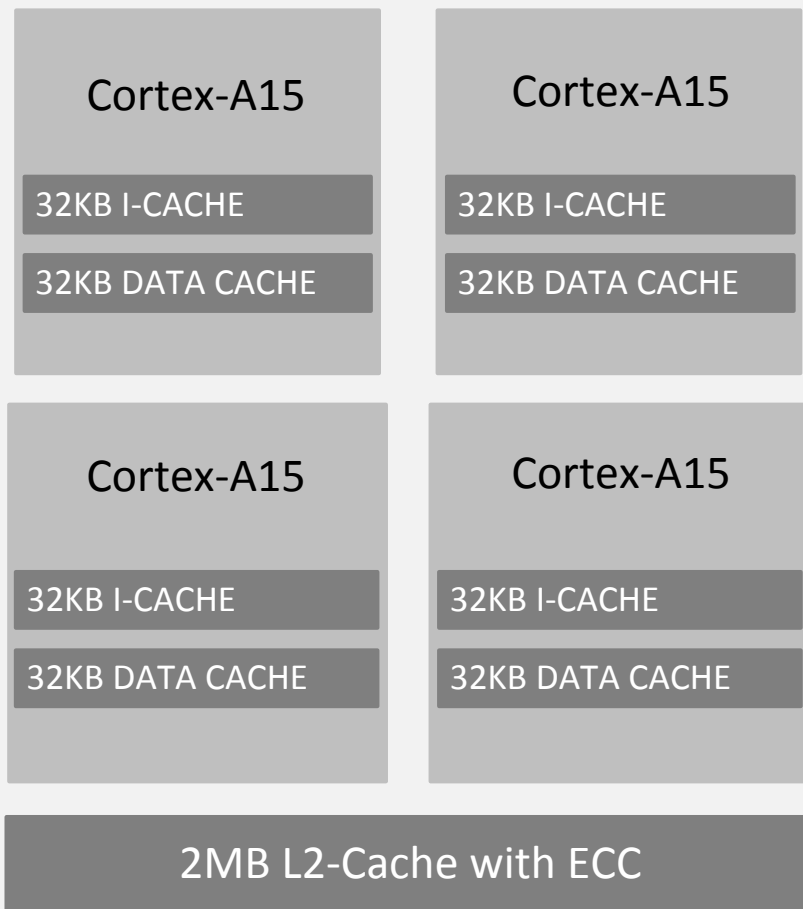 Cortex-A15
32KB I-CACHE
32KB DATA CACHE
Cortex-A15
32KB I-CACHE
32KB DATA CACHE
Cortex-A15
32KB I-CACHE
32KB DATA CACHE
Cortex-A15
32KB I-CACHE
32KB DATA CACHE
2MB L2-Cache with ECC